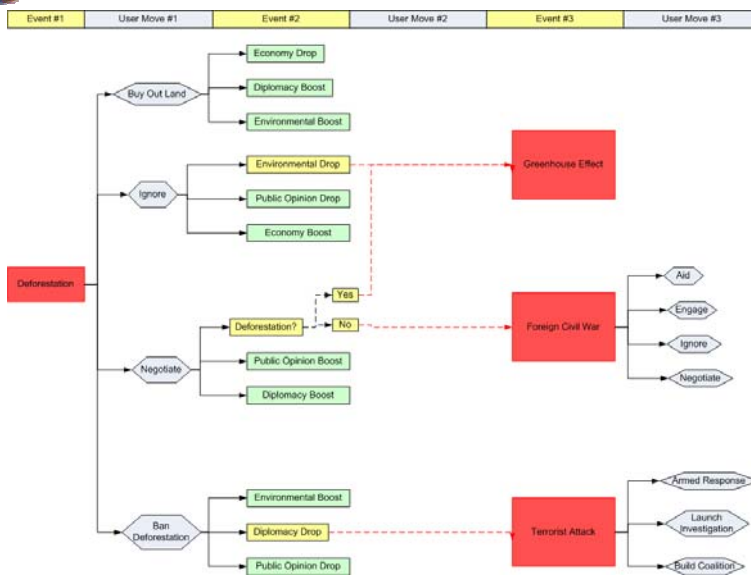 Event #1
User Move #1
Event #2
User Move #2
Event #3
User Move #3
Economy Drop
Buy Out Land
Diplomacy Boost
Environmental Boost
Environmental Drop
Greenhouse Effect
Ignore
Public Opinion Drop
Economy Boost
Deforestation
Aid
Yes
Engage
Deforestation?
No
Foreign Civil War
Ignore
Public Opinion Boost
Negotiate
Negotiate
Diplomacy Boost
Armed Response
Environmental Boost
Ban
Deforestation
Diplomacy Drop
Terrorist Attack
Launch
Investigation
Public Opinion Drop
Build Coalition